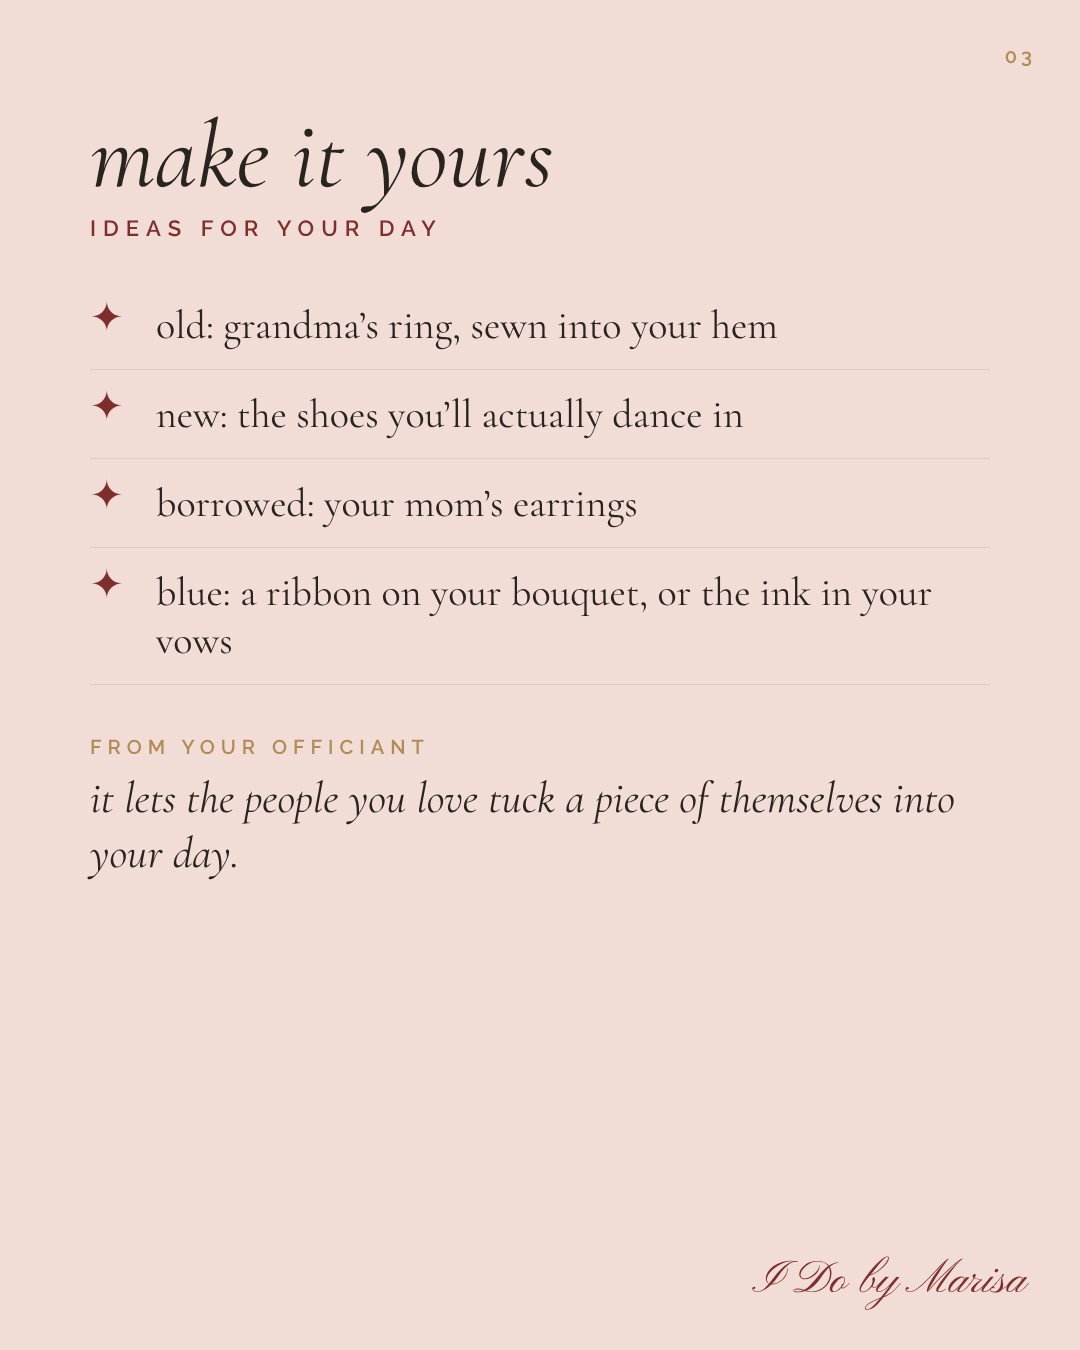 03
make it yours
IDEAS FOR YOUR DAY
✦ old: grandma’s ring, sewn into your hem
✦ new: the shoes you’ll actually dance in
✦ borrowed: your mom’s earrings
✦ blue: a ribbon on your bouquet, or the ink in your
vows
FROM YOUR OFFICIANT
it lets the people you love tuck a piece of themselves into
your day.
I Do by Marisa